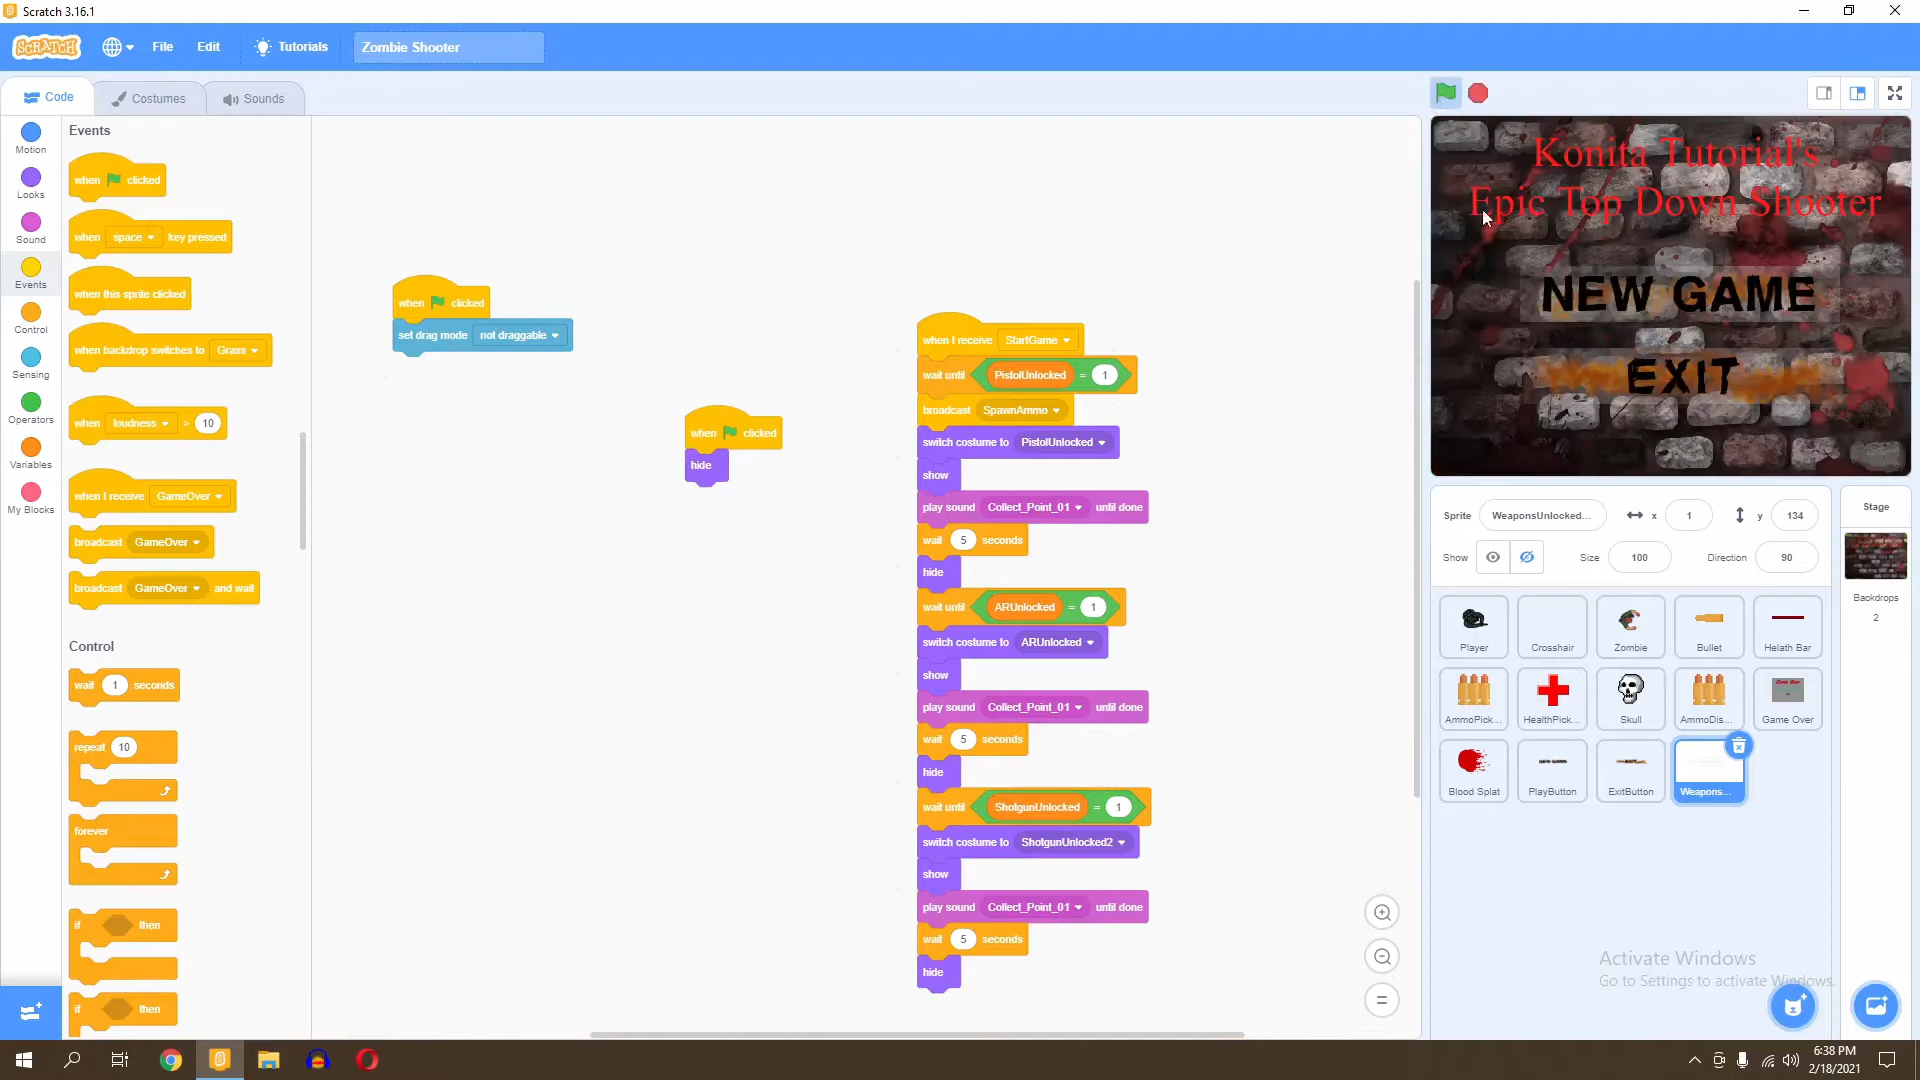 Scratch 3.16.1
SCRATCH File Edit Tutorials Zombie Shooter
Code Costumes Sounds
Motion
Looks
Sound
Events
Control
Sensing
Operators
Variables
My Blocks
Events
when clicked
when space key pressed
when this sprite clicked
when backdrop switches to Grass
when loudness > 10
when I receive GameOver
broadcast GameOver
broadcast GameOver and wait
Control
wait 1 seconds
repeat 10
forever
if then
if then
when clicked
set drag mode not draggable
when clicked
hide
when I receive StartGame
wait until PistolUnlocked = 1
broadcast SpawnAmmo
switch costume to PistolUnlocked
show
play sound Collect_Point_01 until done
wait 5 seconds
hide
wait until ARUnlocked = 1
switch costume to ARUnlocked
show
play sound Collect_Point_01 until done
wait 5 seconds
hide
wait until ShotgunUnlocked = 1
switch costume to ShotgunUnlocked2
show
play sound Collect_Point_01 until done
wait 5 seconds
hide
Konita Tutorial's
Epic Top Down Shooter
NEW GAME
EXIT
Sprite WeaponsUnlocked... x 1 y 134
Show Size 100 Direction 90
Player Crosshair Zombie Bullet Helath Bar
AmmoPick... HealthPick... Skull AmmoDis... Game Over
Blood Splat PlayButton ExitButton Weapons...
Stage
Backdrops
2
Activate Windows
Go to Settings to activate Windows.
6:38 PM
2/18/2021